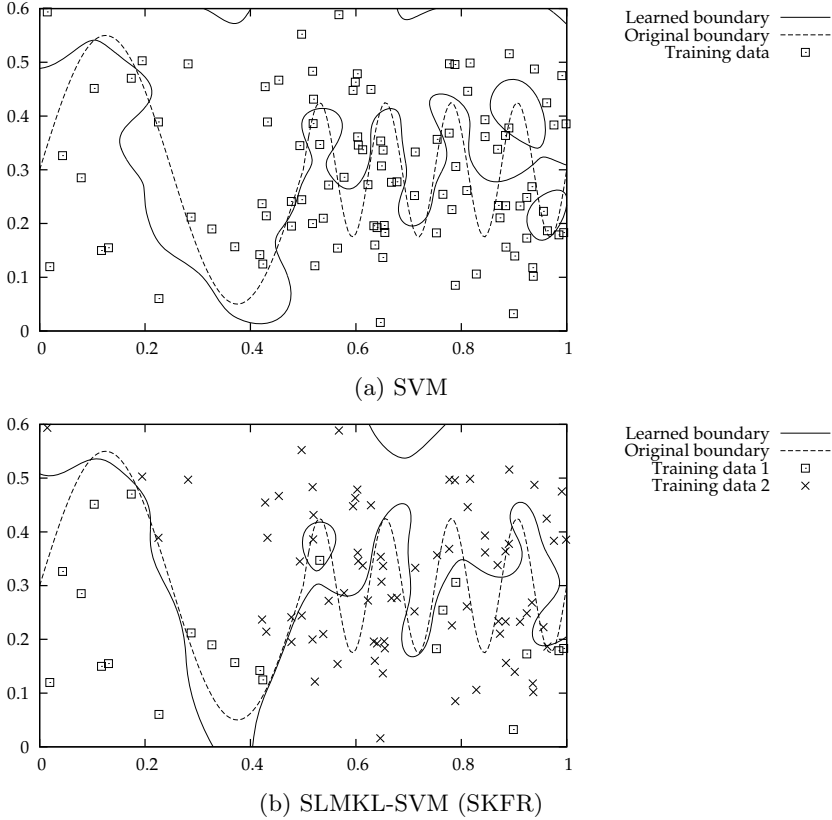 0.6
0.5
0.4
0.3
0.2
0.1
0
0 0.2 0.4 0.6 0.8 1
Learned boundary
Original boundary
Training data
(a) SVM
0.6
0.5
0.4
0.3
0.2
0.1
0
0 0.2 0.4 0.6 0.8 1
Learned boundary
Original boundary
Training data 1
Training data 2
(b) SLMKL-SVM (SKFR)